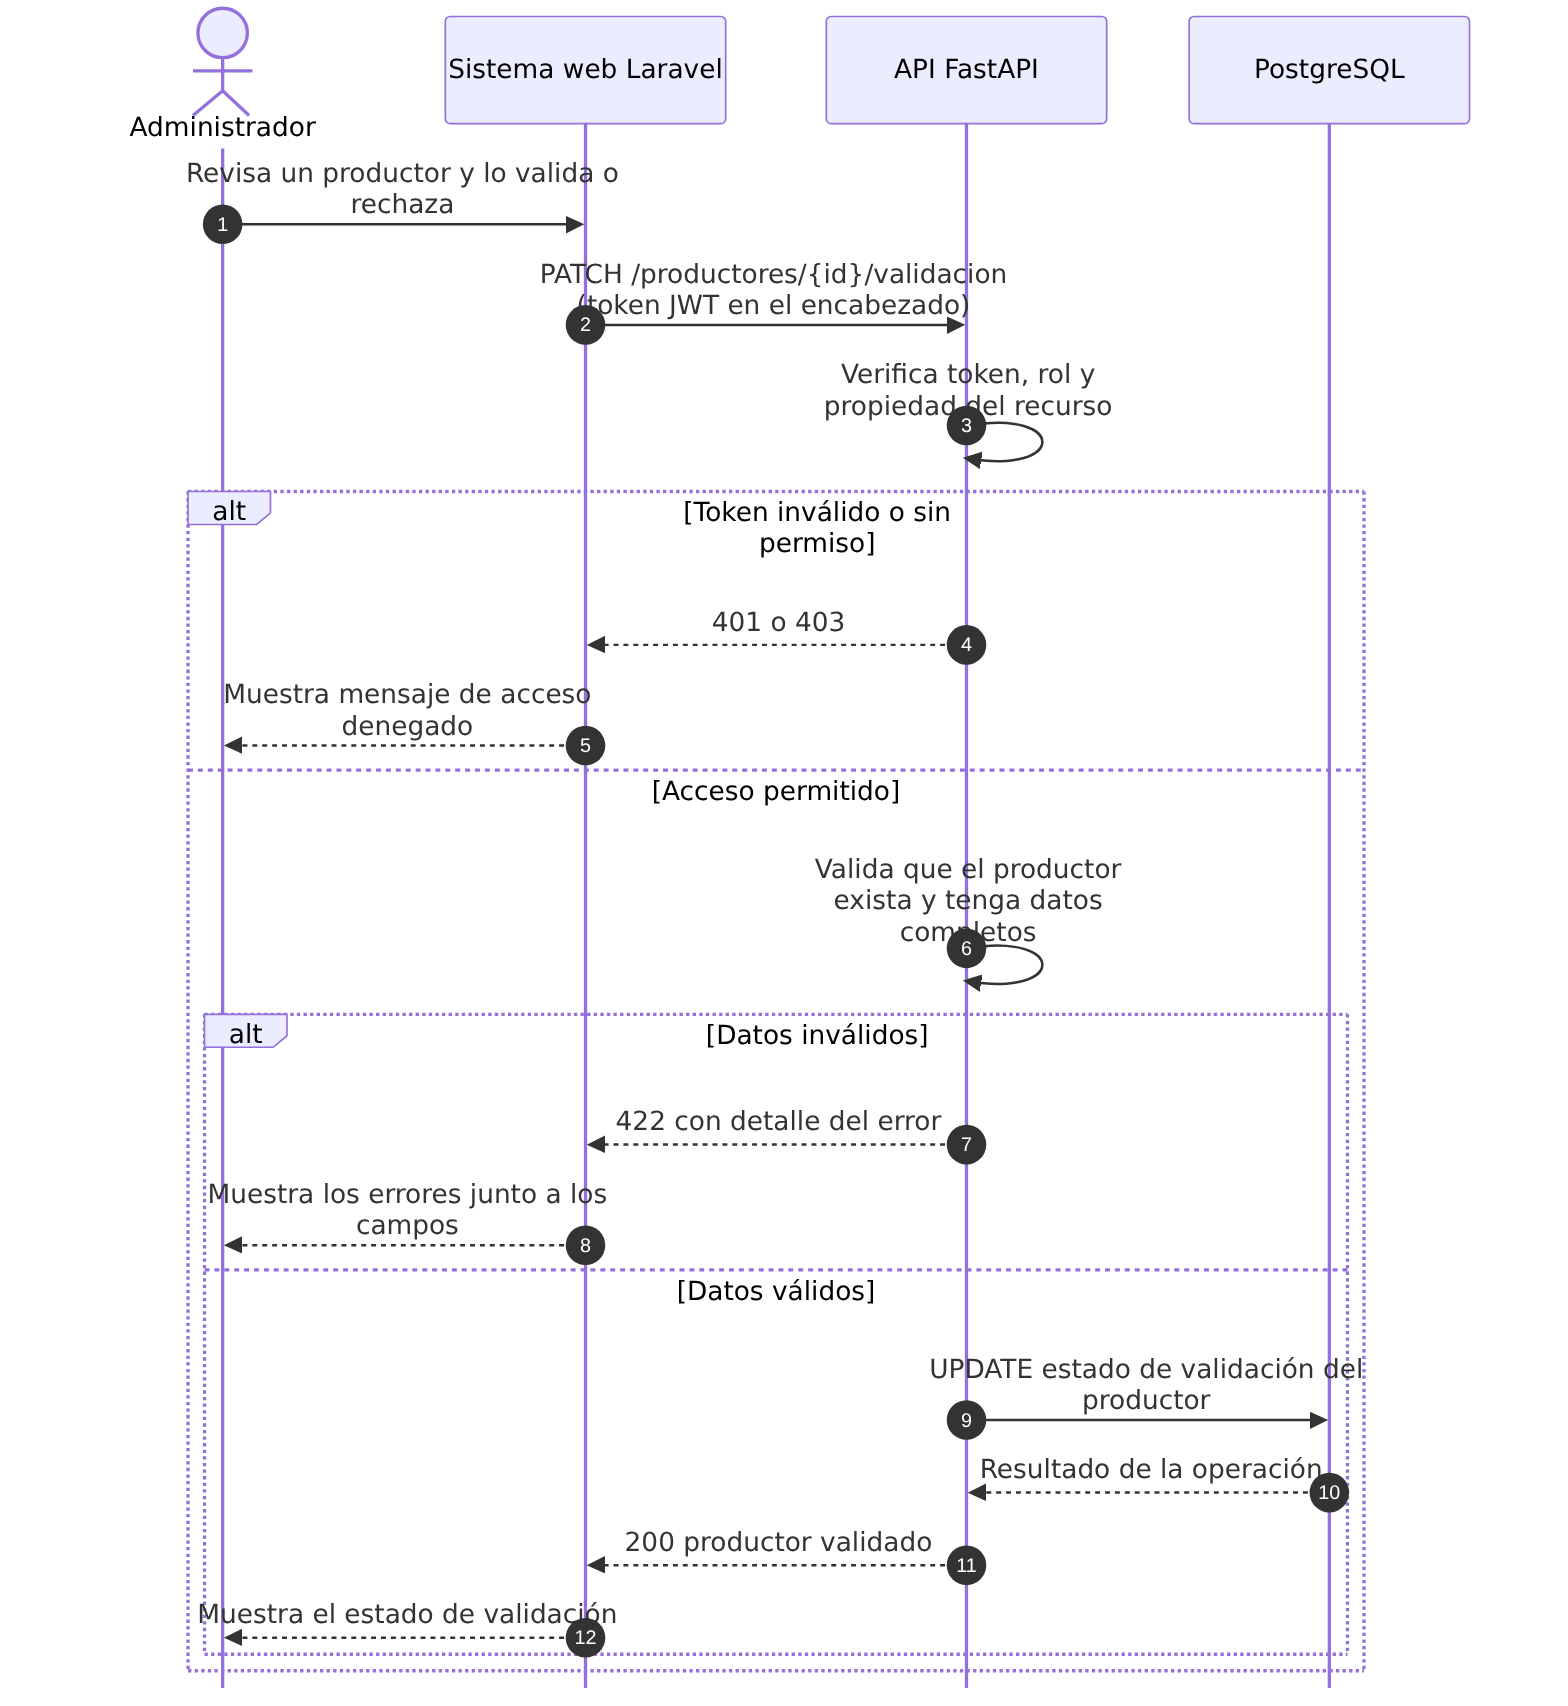 Administrador
Sistema web Laravel
API FastAPI
PostgreSQL
Revisa un productor y lo valida o
rechaza
1
PATCH /productores/{id}/validacion
(token JWT en el encabezado)
2
Verifica token, rol y
propiedad del recurso
3
alt
[Token inválido o sin
permiso]
401 o 403
4
Muestra mensaje de acceso
denegado
5
[Acceso permitido]
Valida que el productor
exista y tenga datos
completos
6
alt
[Datos inválidos]
422 con detalle del error
7
Muestra los errores junto a los
campos
8
[Datos válidos]
UPDATE estado de validación del
productor
9
Resultado de la operación
10
200 productor validado
11
Muestra el estado de validación
12